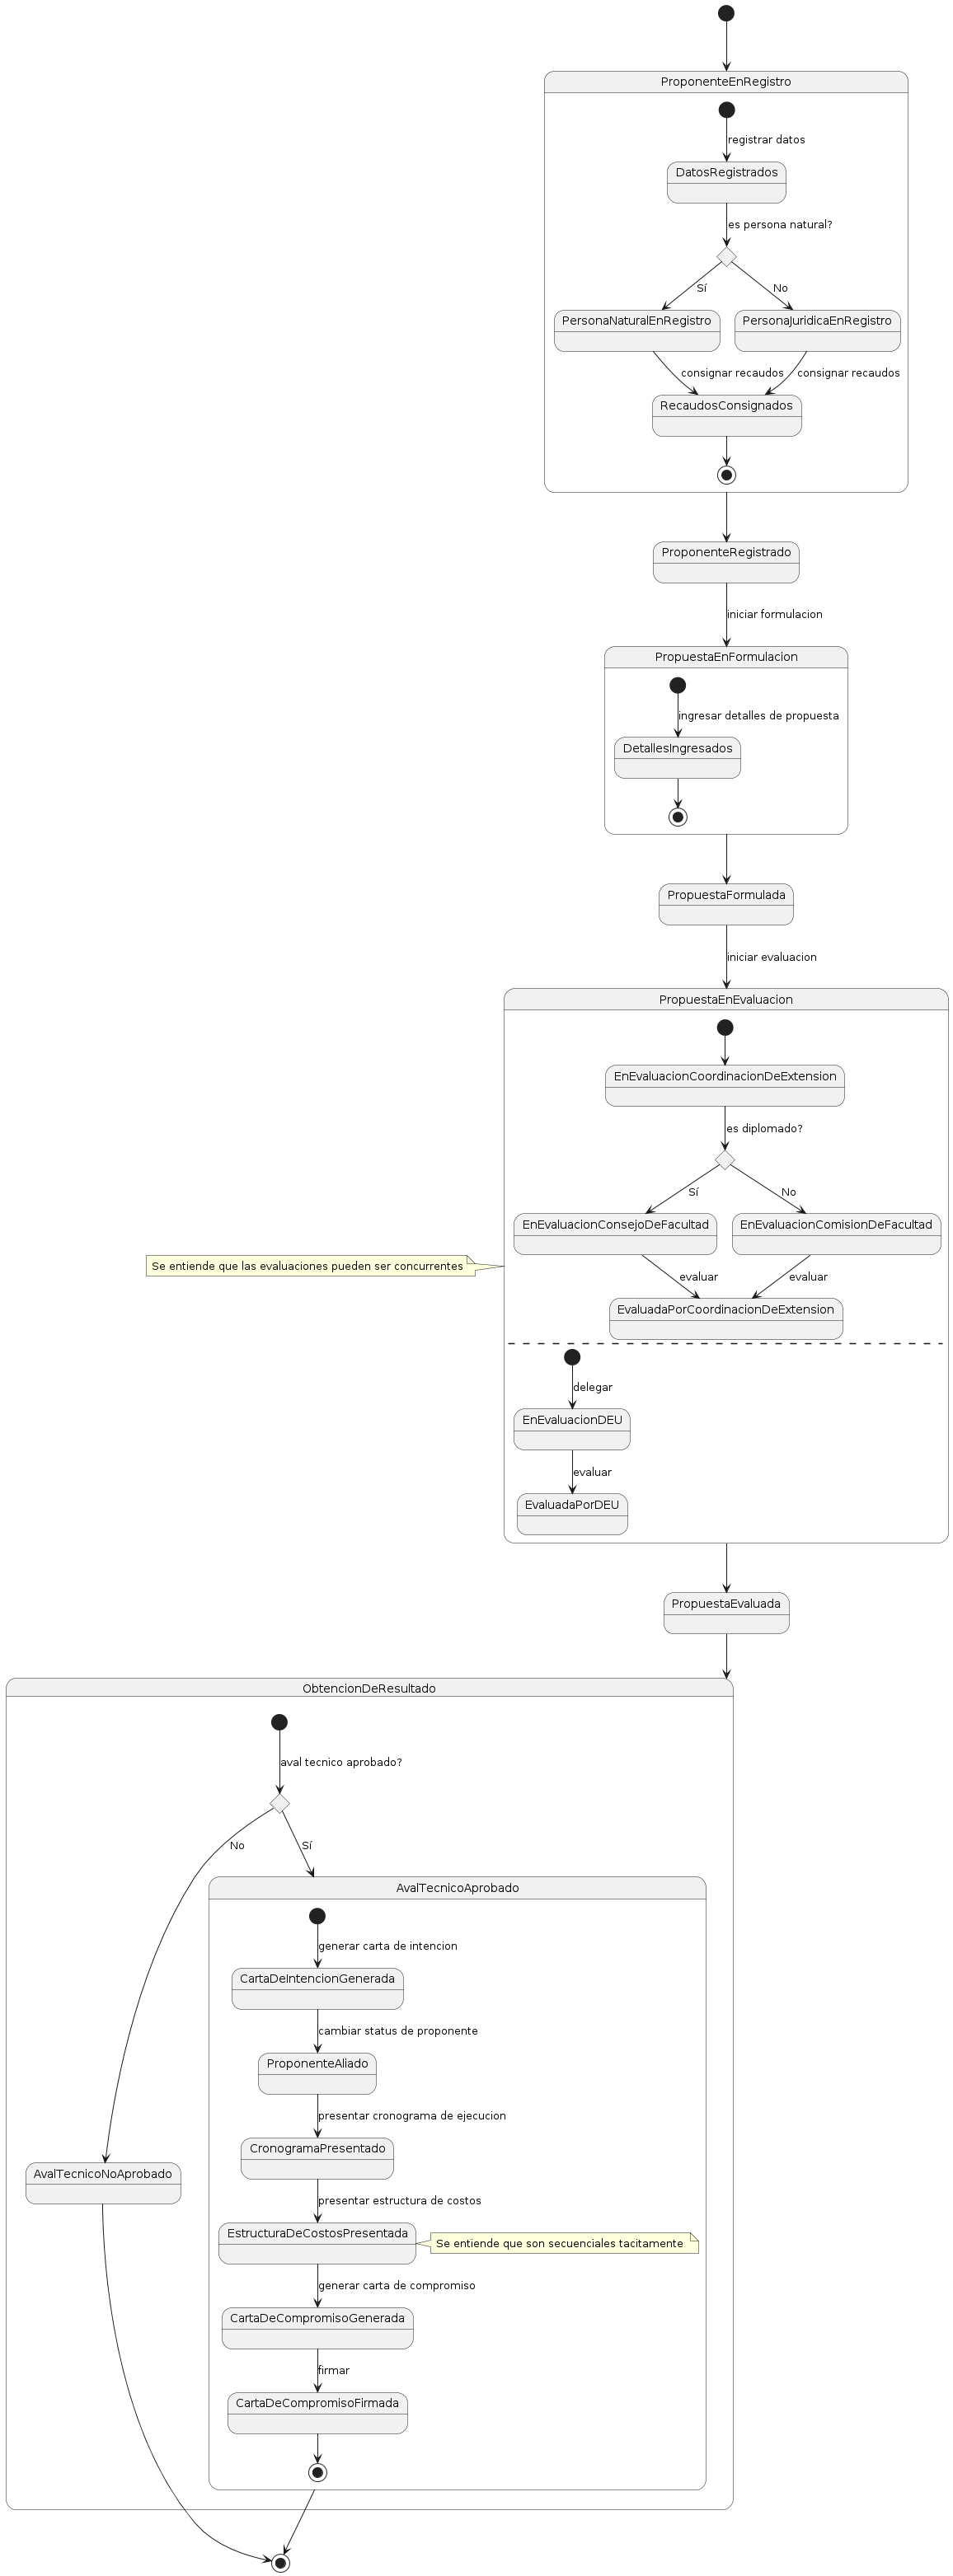 ProponenteEnRegistro
registrar datos
DatosRegistrados
es persona natural?
Sí
No
PersonaNaturalEnRegistro
PersonaJuridicaEnRegistro
consignar recaudos
consignar recaudos
RecaudosConsignados
ProponenteRegistrado
iniciar formulacion
PropuestaEnFormulacion
ingresar detalles de propuesta
DetallesIngresados
PropuestaFormulada
iniciar evaluacion
PropuestaEnEvaluacion
EnEvaluacionCoordinacionDeExtension
es diplomado?
Sí
No
EnEvaluacionConsejoDeFacultad
EnEvaluacionComisionDeFacultad
Se entiende que las evaluaciones pueden ser concurrentes
evaluar
evaluar
EvaluadaPorCoordinacionDeExtension
delegar
EnEvaluacionDEU
evaluar
EvaluadaPorDEU
PropuestaEvaluada
ObtencionDeResultado
aval tecnico aprobado?
No
Sí
AvalTecnicoAprobado
generar carta de intencion
CartaDeIntencionGenerada
cambiar status de proponente
ProponenteAliado
presentar cronograma de ejecucion
CronogramaPresentado
AvalTecnicoNoAprobado
presentar estructura de costos
EstructuraDeCostosPresentada
Se entiende que son secuenciales tacitamente
generar carta de compromiso
CartaDeCompromisoGenerada
firmar
CartaDeCompromisoFirmada